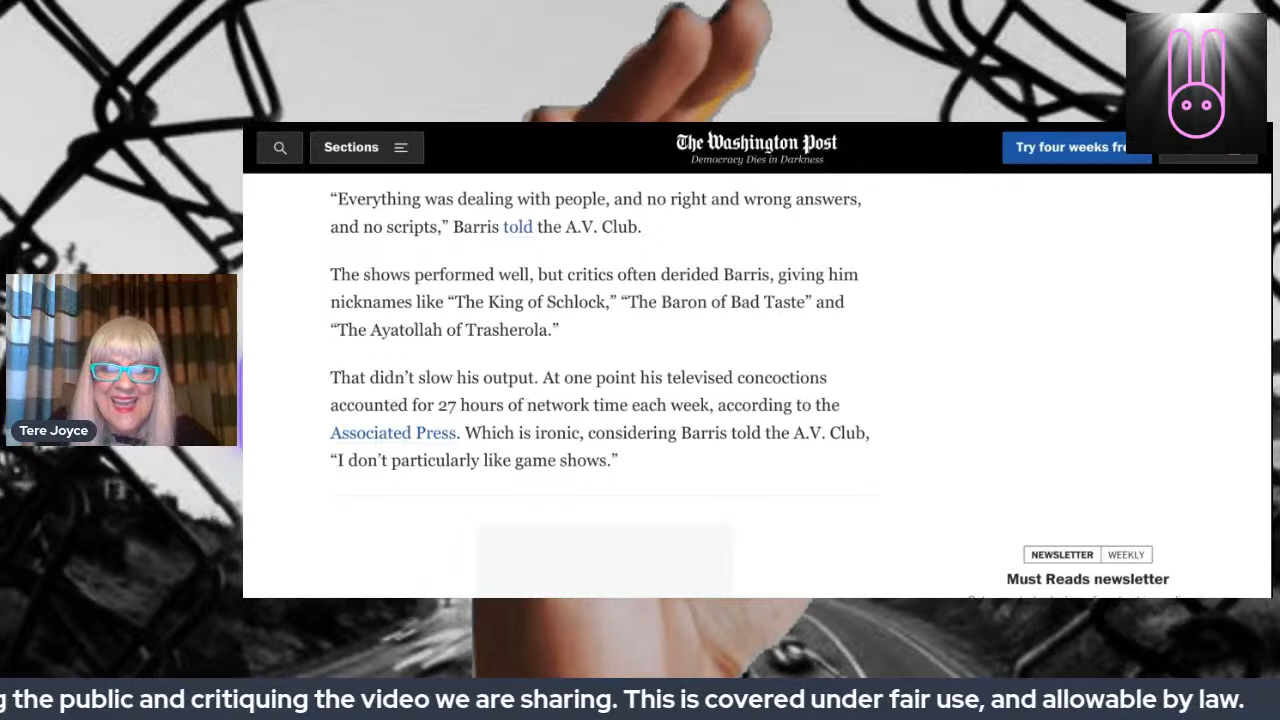 Sections
The Washington Post
Democracy Dies in Darkness
Try four weeks fre
“Everything was dealing with people, and no right and wrong answers,
and no scripts,” Barris told the A.V. Club.
The shows performed well, but critics often derided Barris, giving him
nicknames like “The King of Schlock,” “The Baron of Bad Taste” and
“The Ayatollah of Trasherola.”
That didn’t slow his output. At one point his televised concoctions
accounted for 27 hours of network time each week, according to the
Associated Press. Which is ironic, considering Barris told the A.V. Club,
“I don’t particularly like game shows.”
Tere Joyce
NEWSLETTER WEEKLY
Must Reads newsletter
g the public and critiquing the video we are sharing. This is covered under fair use, and allowable by law.